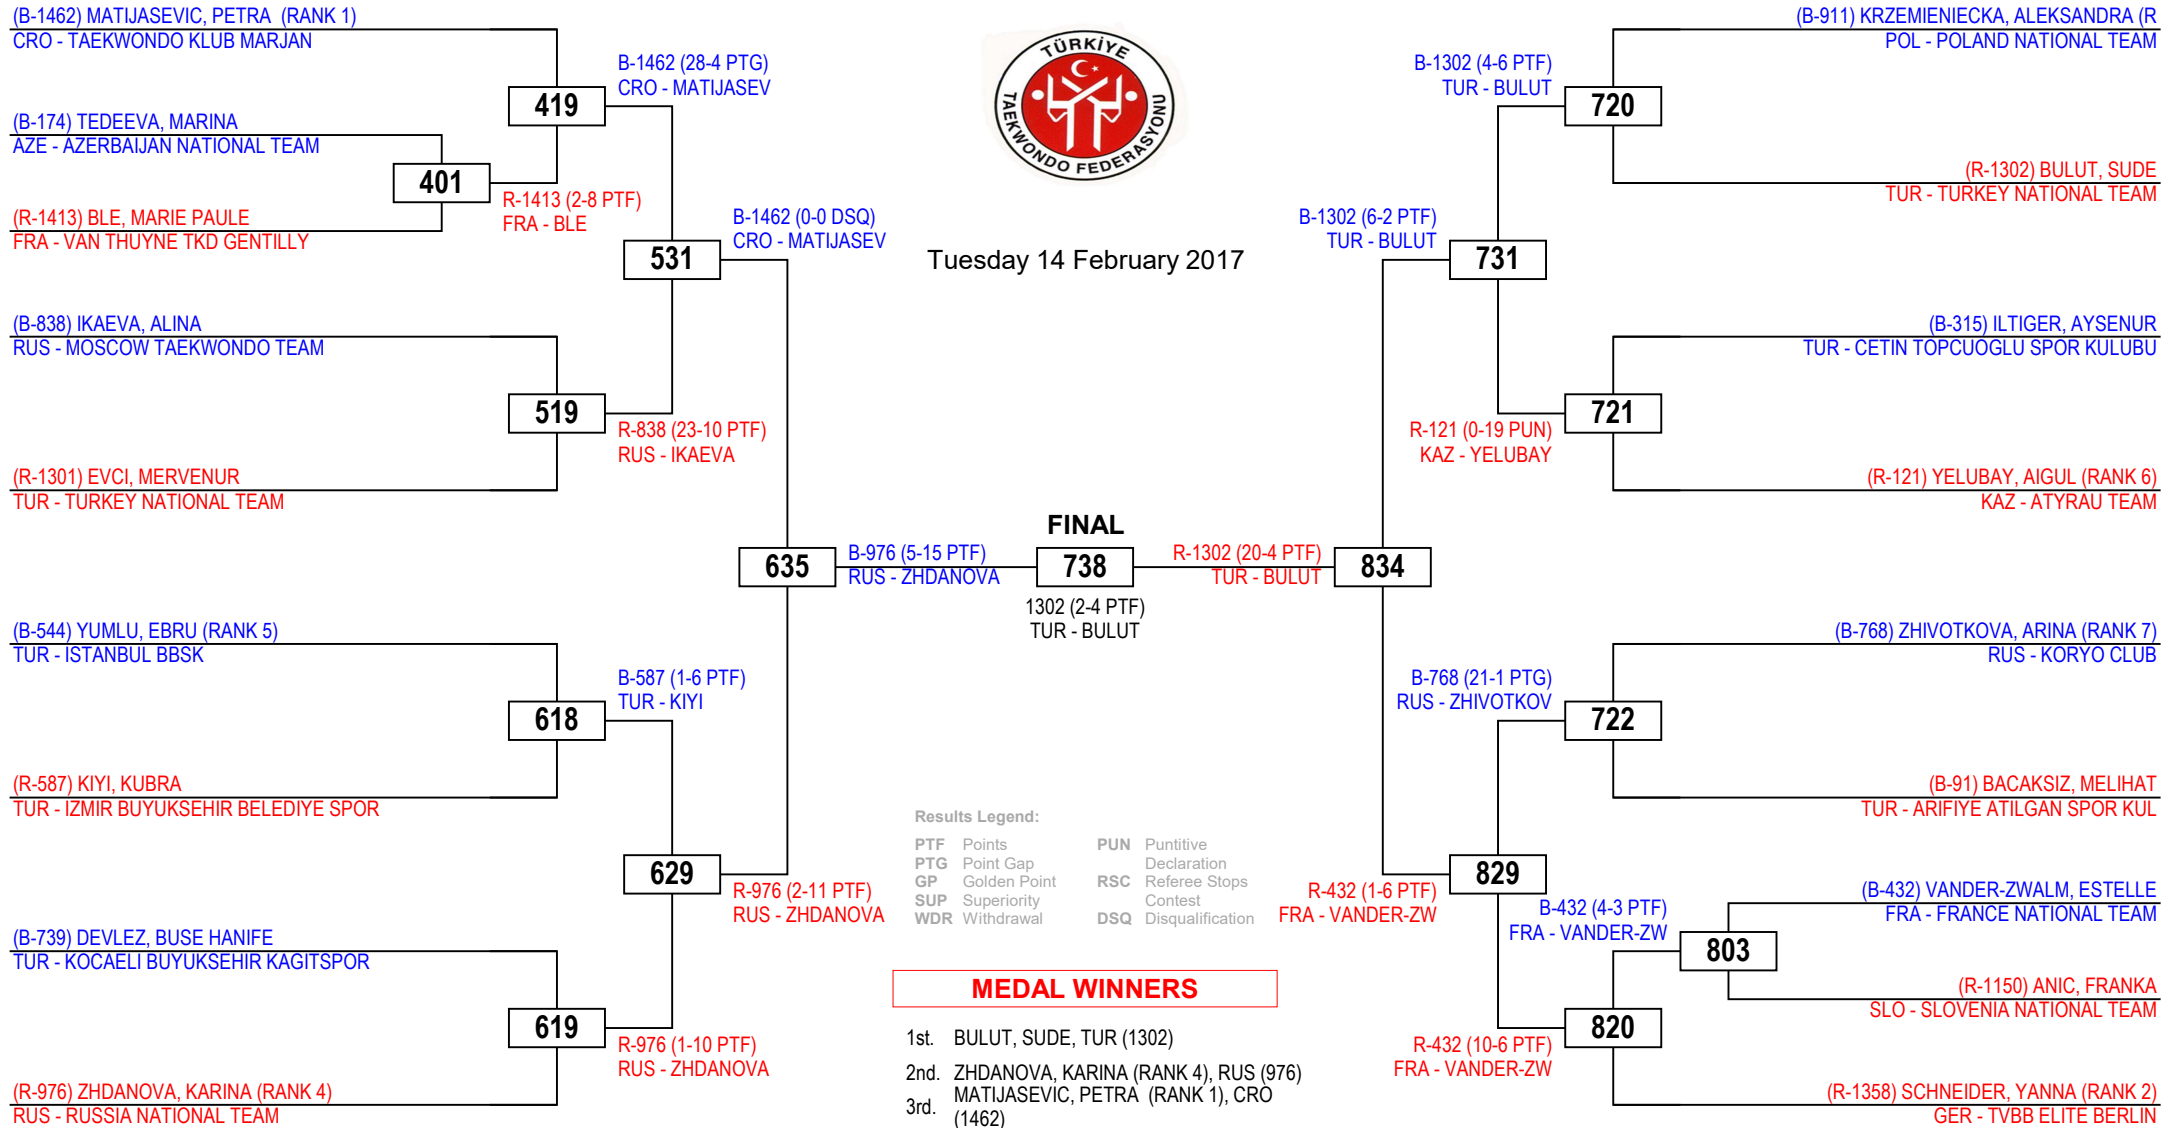 (B-1462) MATIJASEVIC, PETRA  (RANK 1)
CRO - TAEKWONDO KLUB MARJAN
B-1462 (28-4 PTG)
CRO - MATIJASEV
419
(B-174) TEDEEVA, MARINA
AZE - AZERBAIJAN NATIONAL TEAM
401
R-1413 (2-8 PTF)
FRA - BLE
(R-1413) BLE, MARIE PAULE
FRA - VAN THUYNE TKD GENTILLY
B-1462 (0-0 DSQ)
CRO - MATIJASEV
531
(B-838) IKAEVA, ALINA
RUS - MOSCOW TAEKWONDO TEAM
519
R-838 (23-10 PTF)
RUS - IKAEVA
(R-1301) EVCI, MERVENUR
TUR - TURKEY NATIONAL TEAM
635
B-976 (5-15 PTF)
RUS - ZHDANOVA
(B-544) YUMLU, EBRU (RANK 5)
TUR - ISTANBUL BBSK
B-587 (1-6 PTF)
TUR - KIYI
618
(R-587) KIYI, KUBRA
TUR - IZMIR BUYUKSEHIR BELEDIYE SPOR
629
R-976 (2-11 PTF)
RUS - ZHDANOVA
(B-739) DEVLEZ, BUSE HANIFE
TUR - KOCAELI BUYUKSEHIR KAGITSPOR
619
R-976 (1-10 PTF)
RUS - ZHDANOVA
(R-976) ZHDANOVA, KARINA (RANK 4)
RUS - RUSSIA NATIONAL TEAM
TÜRKİYE
TAEKWONDO FEDERASYONU
Tuesday 14 February 2017
FINAL
738
1302 (2-4 PTF)
TUR - BULUT
Results Legend:
PTF Points
PTG Point Gap
GP Golden Point
SUP Superiority
WDR Withdrawal
PUN Puntitive
Declaration
RSC Referee Stops
Contest
DSQ Disqualification
MEDAL WINNERS
1st. BULUT, SUDE, TUR (1302)
2nd. ZHDANOVA, KARINA (RANK 4), RUS (976)
3rd. MATIJASEVIC, PETRA  (RANK 1), CRO
(1462)
(B-911) KRZEMIENIECKA, ALEKSANDRA (R
POL - POLAND NATIONAL TEAM
B-1302 (4-6 PTF)
TUR - BULUT
720
(R-1302) BULUT, SUDE
TUR - TURKEY NATIONAL TEAM
B-1302 (6-2 PTF)
TUR - BULUT
731
(B-315) ILTIGER, AYSENUR
TUR - CETIN TOPCUOGLU SPOR KULUBU
721
R-121 (0-19 PUN)
KAZ - YELUBAY
(R-121) YELUBAY, AIGUL (RANK 6)
KAZ - ATYRAU TEAM
R-1302 (20-4 PTF)
TUR - BULUT
834
(B-768) ZHIVOTKOVA, ARINA (RANK 7)
RUS - KORYO CLUB
B-768 (21-1 PTG)
RUS - ZHIVOTKOV
722
(B-91) BACAKSIZ, MELIHAT
TUR - ARIFIYE ATILGAN SPOR KUL
829
R-432 (1-6 PTF)
FRA - VANDER-ZW
(B-432) VANDER-ZWALM, ESTELLE
FRA - FRANCE NATIONAL TEAM
B-432 (4-3 PTF)
FRA - VANDER-ZW
803
(R-1150) ANIC, FRANKA
SLO - SLOVENIA NATIONAL TEAM
820
R-432 (10-6 PTF)
FRA - VANDER-ZW
(R-1358) SCHNEIDER, YANNA (RANK 2)
GER - TVBB ELITE BERLIN